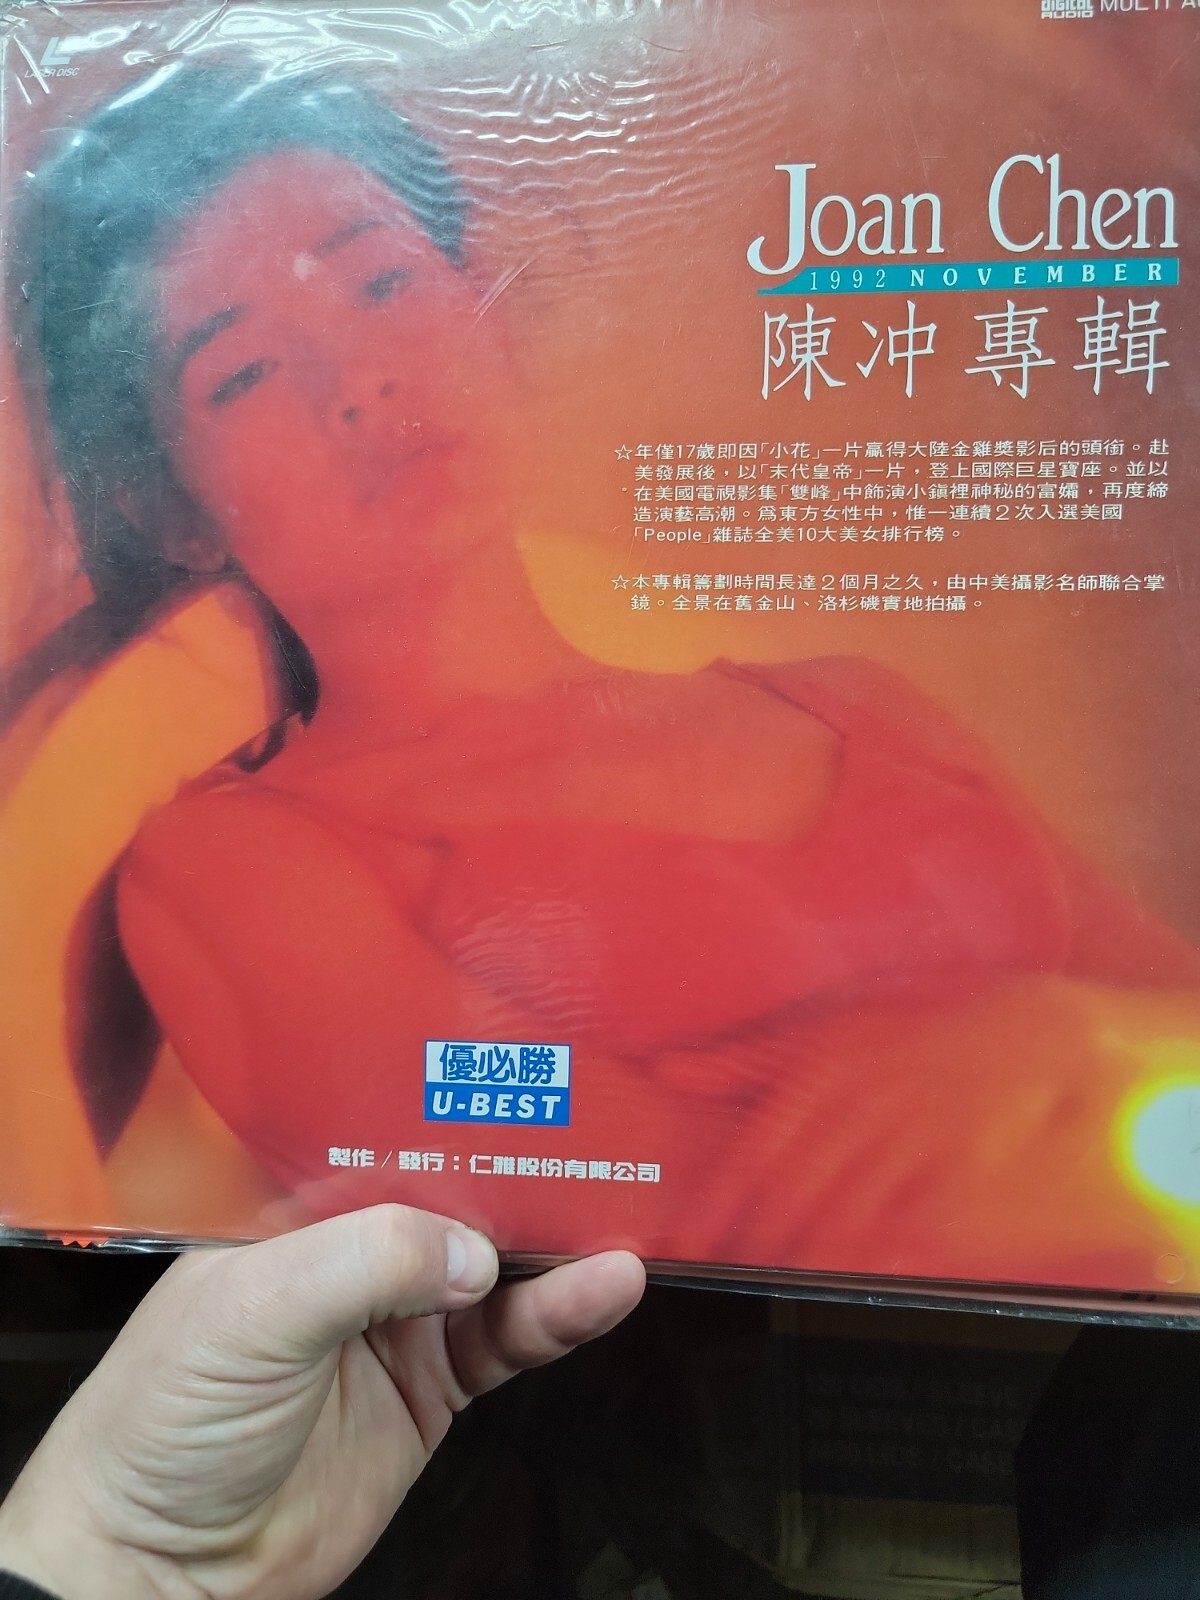 LASER DISC
DIGITAL AUDIO MULTI
Joan Chen
1992 NOVEMBER
陳冲專輯
☆年僅17歲即因「小花」一片贏得大陸金雞獎影后的頭銜。赴
美發展後，以「末代皇帝」一片，登上國際巨星寶座。並以
在美國電視影集「雙峰」中飾演小鎮裡神秘的富孀，再度締
造演藝高潮。爲東方女性中，惟一連續2次入選美國
「People」雜誌全美10大美女排行榜。
☆本專輯籌劃時間長達2個月之久，由中美攝影名師聯合掌
鏡。全景在舊金山、洛杉磯實地拍攝。
優必勝
U-BEST
製作/發行：仁雅股份有限公司